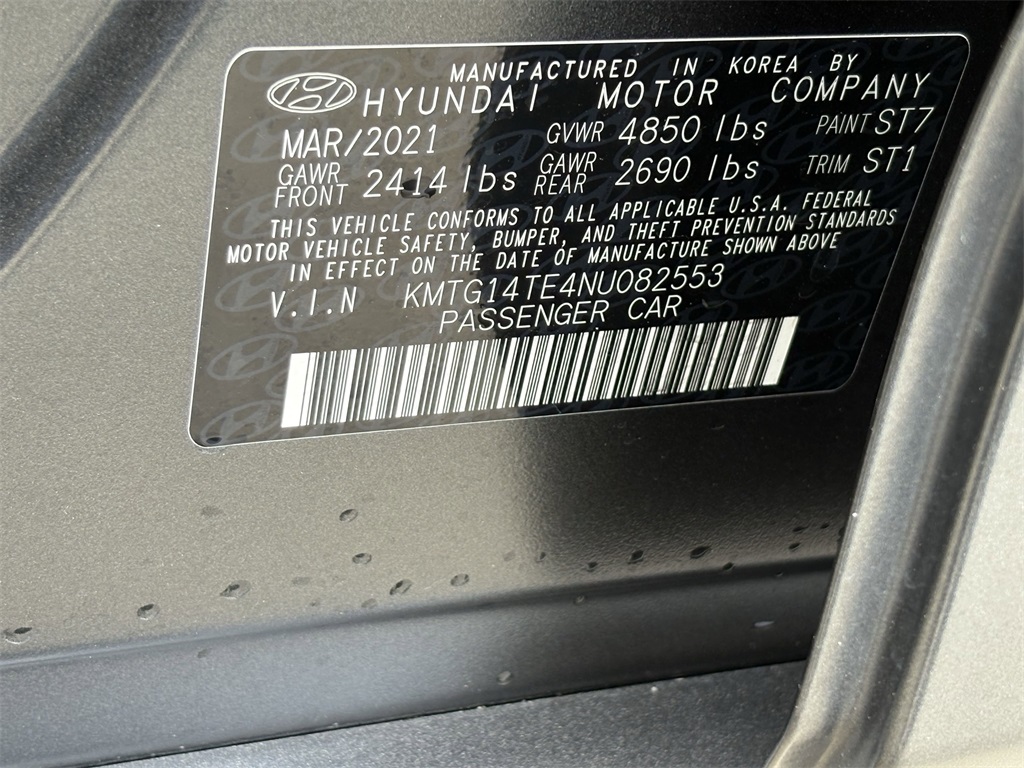 MANUFACTURED IN KOREA BY
HYUNDAI MOTOR COMPANY
MAR/2021 GVWR 4850 lbs PAINT ST7
GAWR FRONT 2414 lbs GAWR REAR 2690 lbs TRIM ST1
THIS VEHICLE CONFORMS TO ALL APPLICABLE U.S.A. FEDERAL
MOTOR VEHICLE SAFETY, BUMPER, AND THEFT PREVENTION STANDARDS
IN EFFECT ON THE DATE OF MANUFACTURE SHOWN ABOVE
V.I.N KMTG14TE4NU082553
PASSENGER CAR